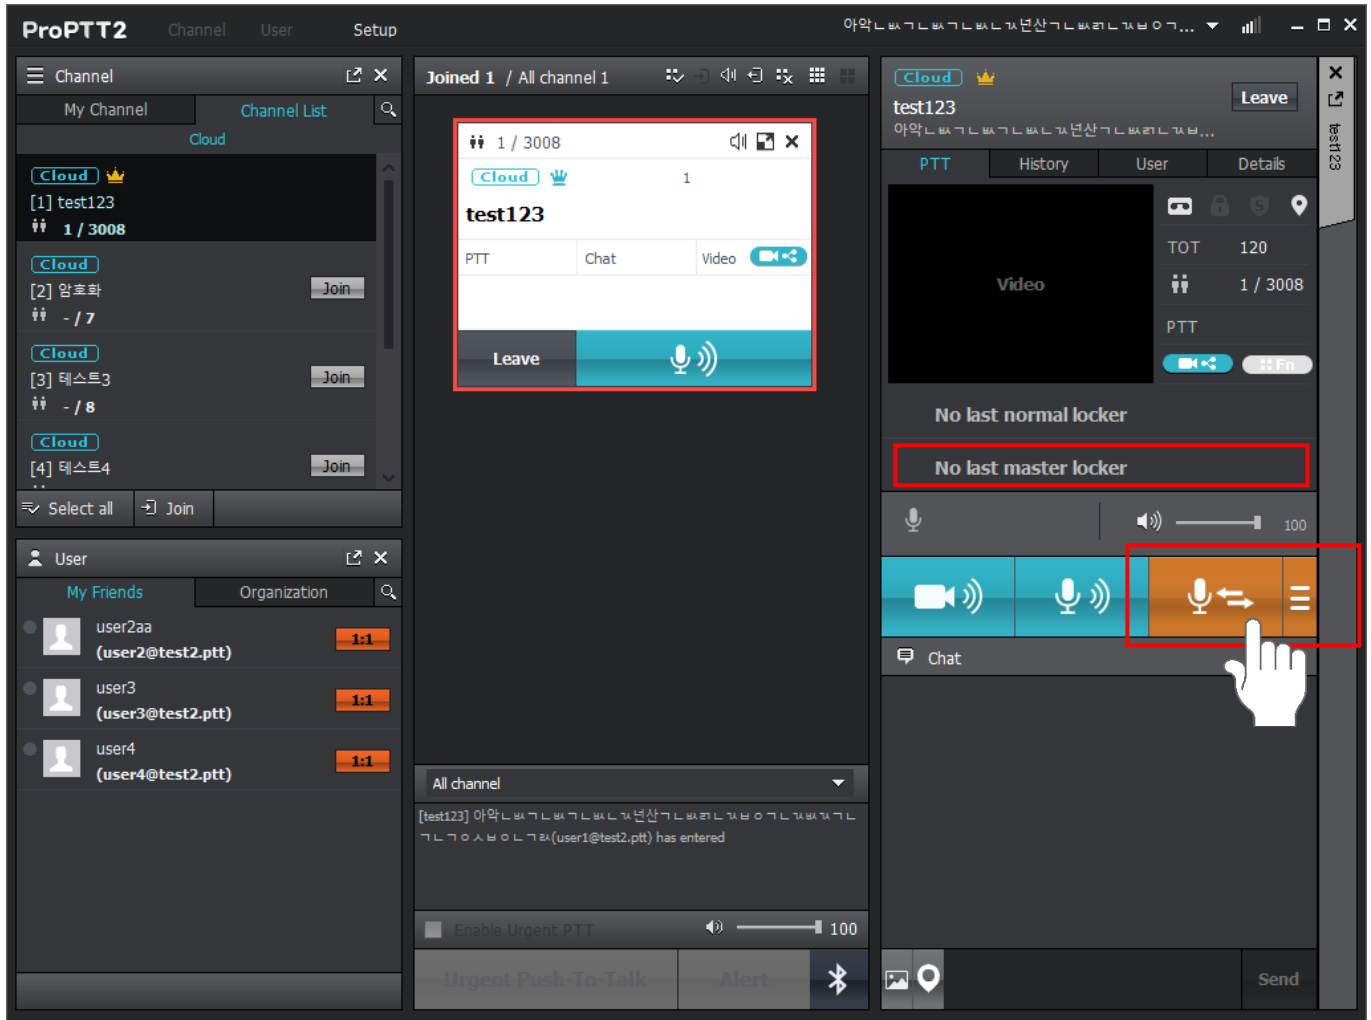 ProPTT2 Channel User Setup
Channel
My Channel Channel List
Cloud
Cloud
[1] test123
1 / 3008
Cloud
[2] 암호화 Join
- / 7
Cloud
[3] 테스트3 Join
- / 8
Cloud
[4] 테스트4 Join
Select all Join
User
My Friends Organization
user2aa
(user2@test2.ptt) 1:1
user3
(user3@test2.ptt) 1:1
user4
(user4@test2.ptt) 1:1
Joined 1 / All channel 1
1 / 3008
Cloud 1
test123
PTT Chat Video
Leave
All channel
has entered
Enable Urgent PTT 100
Urgent Push-To-Talk Alert
Cloud
test123 Leave
PTT History User Details
Video
TOT 120
1 / 3008
PTT
Fn
No last normal locker
No last master locker
100
Chat
Send
test123